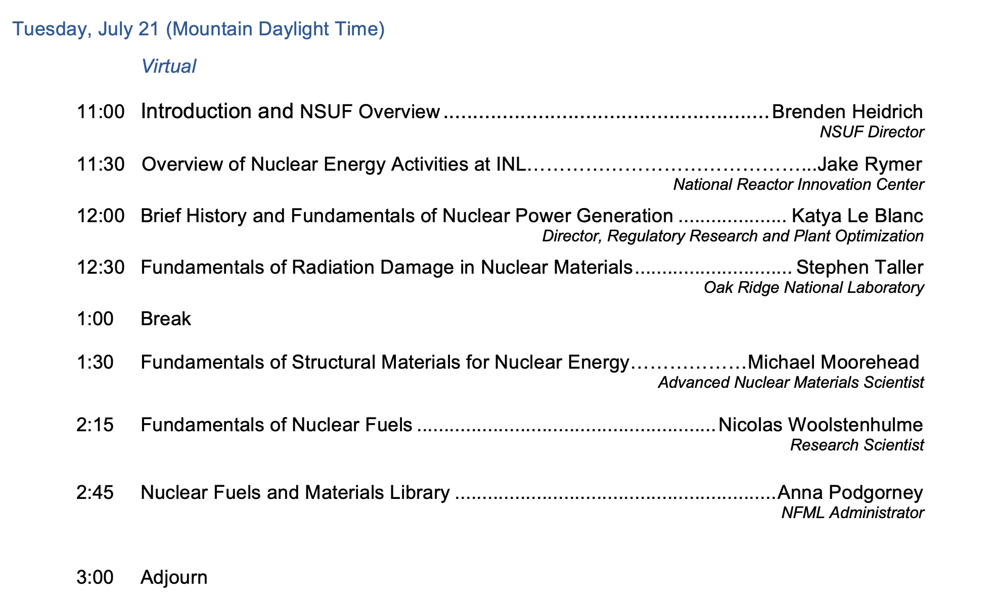 Tuesday, July 21 (Mountain Daylight Time)
Virtual
11:00 Introduction and NSUF Overview ........................................................ Brenden Heidrich
NSUF Director
11:30 Overview of Nuclear Energy Activities at INL…………………………………………...Jake Rymer
National Reactor Innovation Center
12:00 Brief History and Fundamentals of Nuclear Power Generation .................... Katya Le Blanc
Director, Regulatory Research and Plant Optimization
12:30 Fundamentals of Radiation Damage in Nuclear Materials............................. Stephen Taller
Oak Ridge National Laboratory
1:00 Break
1:30 Fundamentals of Structural Materials for Nuclear Energy………………Michael Moorehead
Advanced Nuclear Materials Scientist
2:15 Fundamentals of Nuclear Fuels ....................................................... Nicolas Woolstenhulme
Research Scientist
2:45 Nuclear Fuels and Materials Library ........................................................... Anna Podgorney
NFML Administrator
3:00 Adjourn